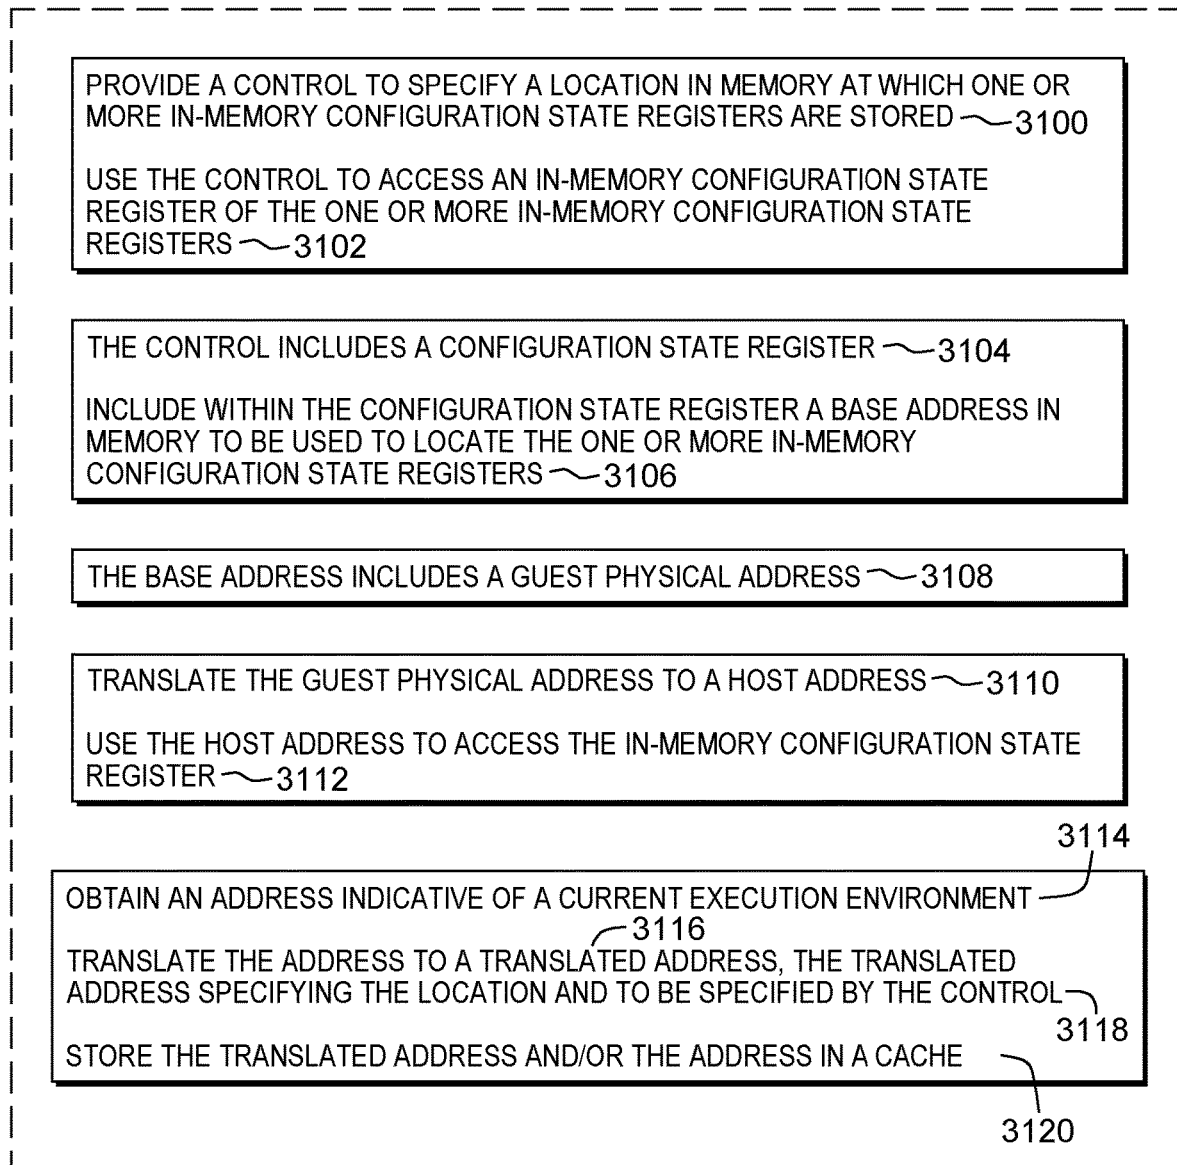 PROVIDE A CONTROL TO SPECIFY A LOCATION IN MEMORY AT WHICH ONE OR
MORE IN-MEMORY CONFIGURATION STATE REGISTERS ARE STORED 3100
USE THE CONTROL TO ACCESS AN IN-MEMORY CONFIGURATION STATE
REGISTER OF THE ONE OR MORE IN-MEMORY CONFIGURATION STATE
REGISTERS 3102
THE CONTROL INCLUDES A CONFIGURATION STATE REGISTER 3104
INCLUDE WITHIN THE CONFIGURATION STATE REGISTER A BASE ADDRESS IN
MEMORY TO BE USED TO LOCATE THE ONE OR MORE IN-MEMORY
CONFIGURATION STATE REGISTERS 3106
THE BASE ADDRESS INCLUDES A GUEST PHYSICAL ADDRESS 3108
TRANSLATE THE GUEST PHYSICAL ADDRESS TO A HOST ADDRESS 3110
USE THE HOST ADDRESS TO ACCESS THE IN-MEMORY CONFIGURATION STATE
REGISTER 3112
3114
OBTAIN AN ADDRESS INDICATIVE OF A CURRENT EXECUTION ENVIRONMENT
3116
TRANSLATE THE ADDRESS TO A TRANSLATED ADDRESS, THE TRANSLATED
ADDRESS SPECIFYING THE LOCATION AND TO BE SPECIFIED BY THE CONTROL
3118
STORE THE TRANSLATED ADDRESS AND/OR THE ADDRESS IN A CACHE
3120